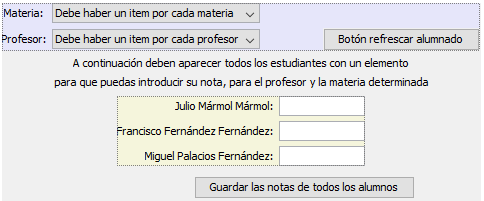 Materia: Debe haber un item por cada materia
Profesor: Debe haber un item por cada profesor Botón refrescar alumnado
A continuación deben aparecer todos los estudiantes con un elemento
para que puedas introducir su nota, para el profesor y la materia determinada
Julio Mármol Mármol:
Francisco Fernández Fernández:
Miguel Palacios Fernández:
Guardar las notas de todos los alumnos